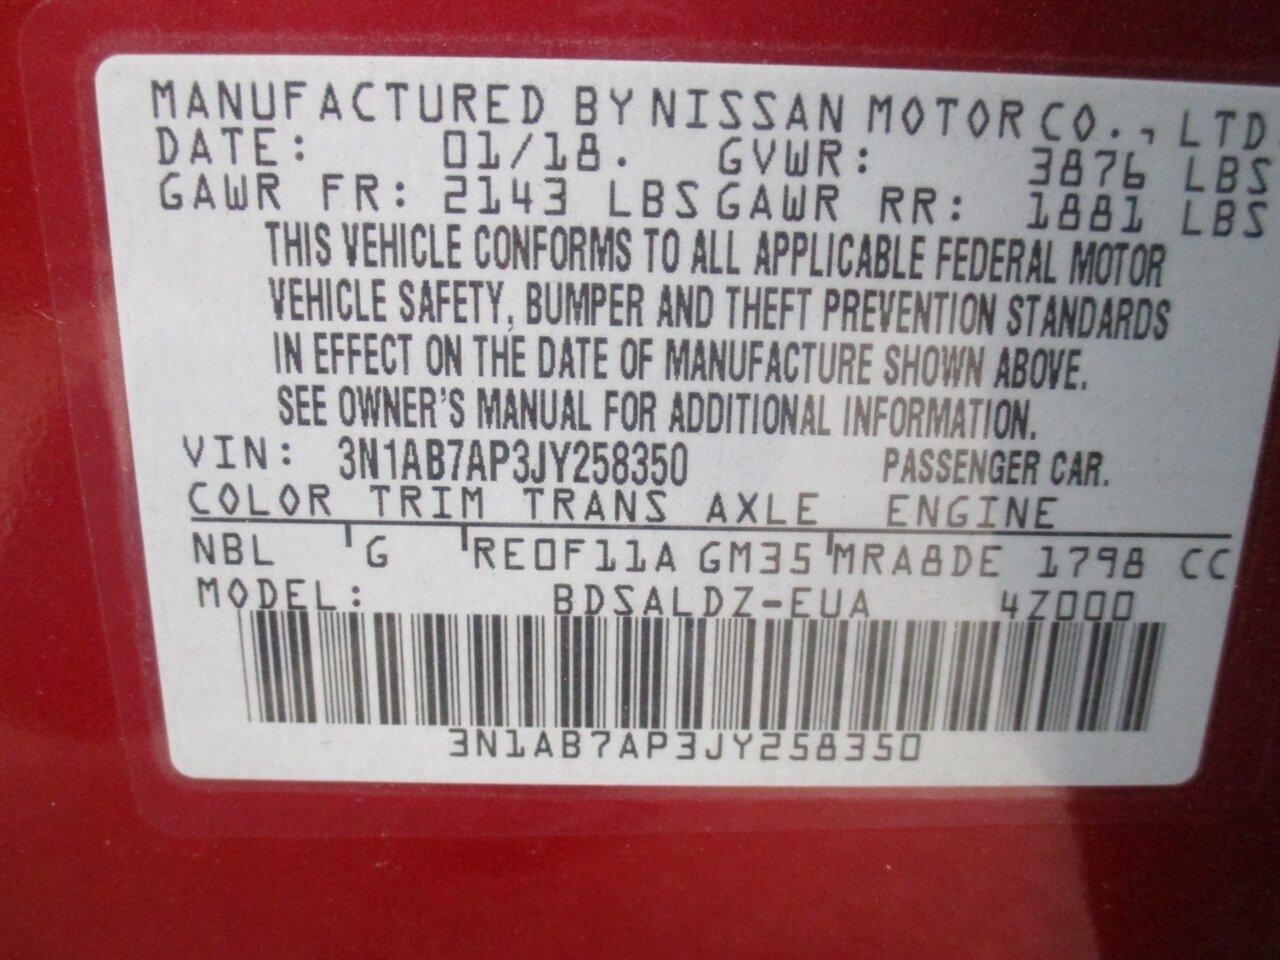 MANUFACTURED BY NISSAN MOTOR CO., LTD
DATE: 01/18. GVWR: 3876 LBS
GAWR FR: 2143 LBS GAWR RR: 1881 LBS
THIS VEHICLE CONFORMS TO ALL APPLICABLE FEDERAL MOTOR
VEHICLE SAFETY, BUMPER AND THEFT PREVENTION STANDARDS
IN EFFECT ON THE DATE OF MANUFACTURE SHOWN ABOVE.
SEE OWNER'S MANUAL FOR ADDITIONAL INFORMATION.
VIN: 3N1AB7AP3JY258350 PASSENGER CAR.
COLOR TRIM TRANS AXLE ENGINE
NBL G RE0F11A GM35 MRA8DE 1798 CC
MODEL: BDSALDZ-EUA 4Z000
3N1AB7AP3JY258350